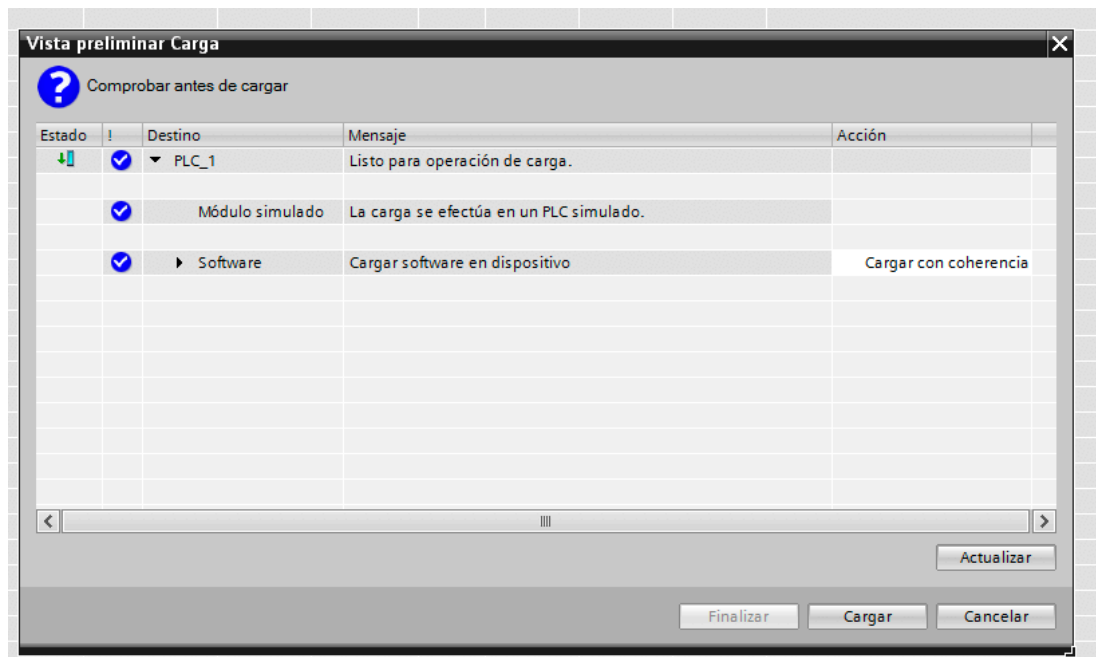 Vista preliminar Carga
Comprobar antes de cargar
Estado ! Destino Mensaje Acción
PLC_1 Listo para operación de carga.
Módulo simulado La carga se efectúa en un PLC simulado.
Software Cargar software en dispositivo Cargar con coherencia
Actualizar
Finalizar Cargar Cancelar